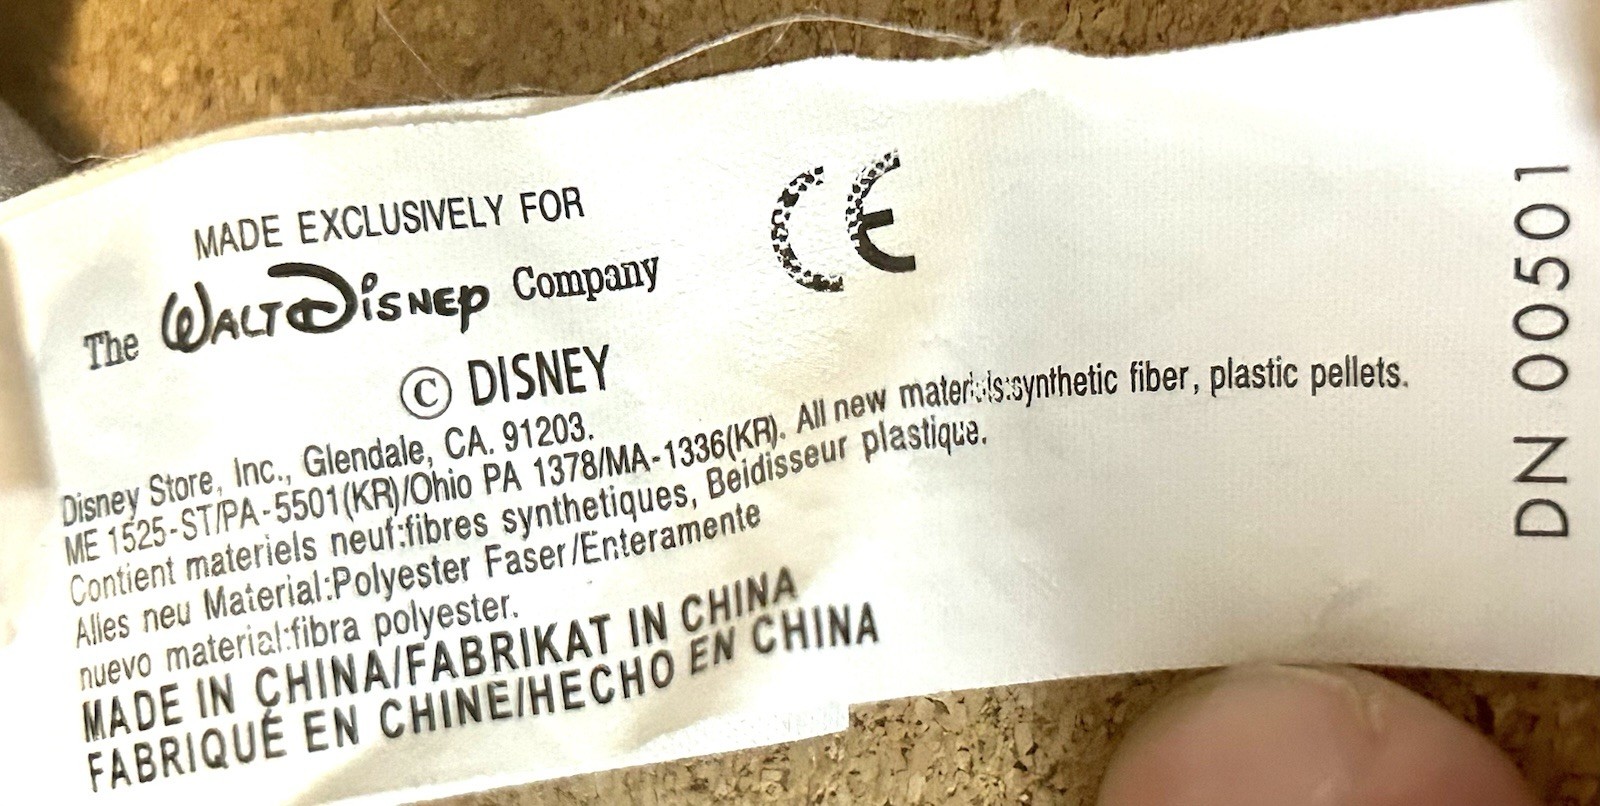 MADE EXCLUSIVELY FOR
The WALT DISNEY Company
CE
© DISNEY
Disney Store, Inc., Glendale, CA. 91203.
ME 1525-ST/PA-5501(KR)/Ohio PA 1378/MA-1336(KR). All new materials:synthetic fiber, plastic pellets.
Contient materiels neuf:fibres synthetiques, Beidisseur plastique.
Alles neu Material:Polyester Faser/Enteramente
nuevo material:fibra polyester.
MADE IN CHINA/FABRIKAT IN CHINA
FABRIQUÉ EN CHINE/HECHO EN CHINA
DN 00501